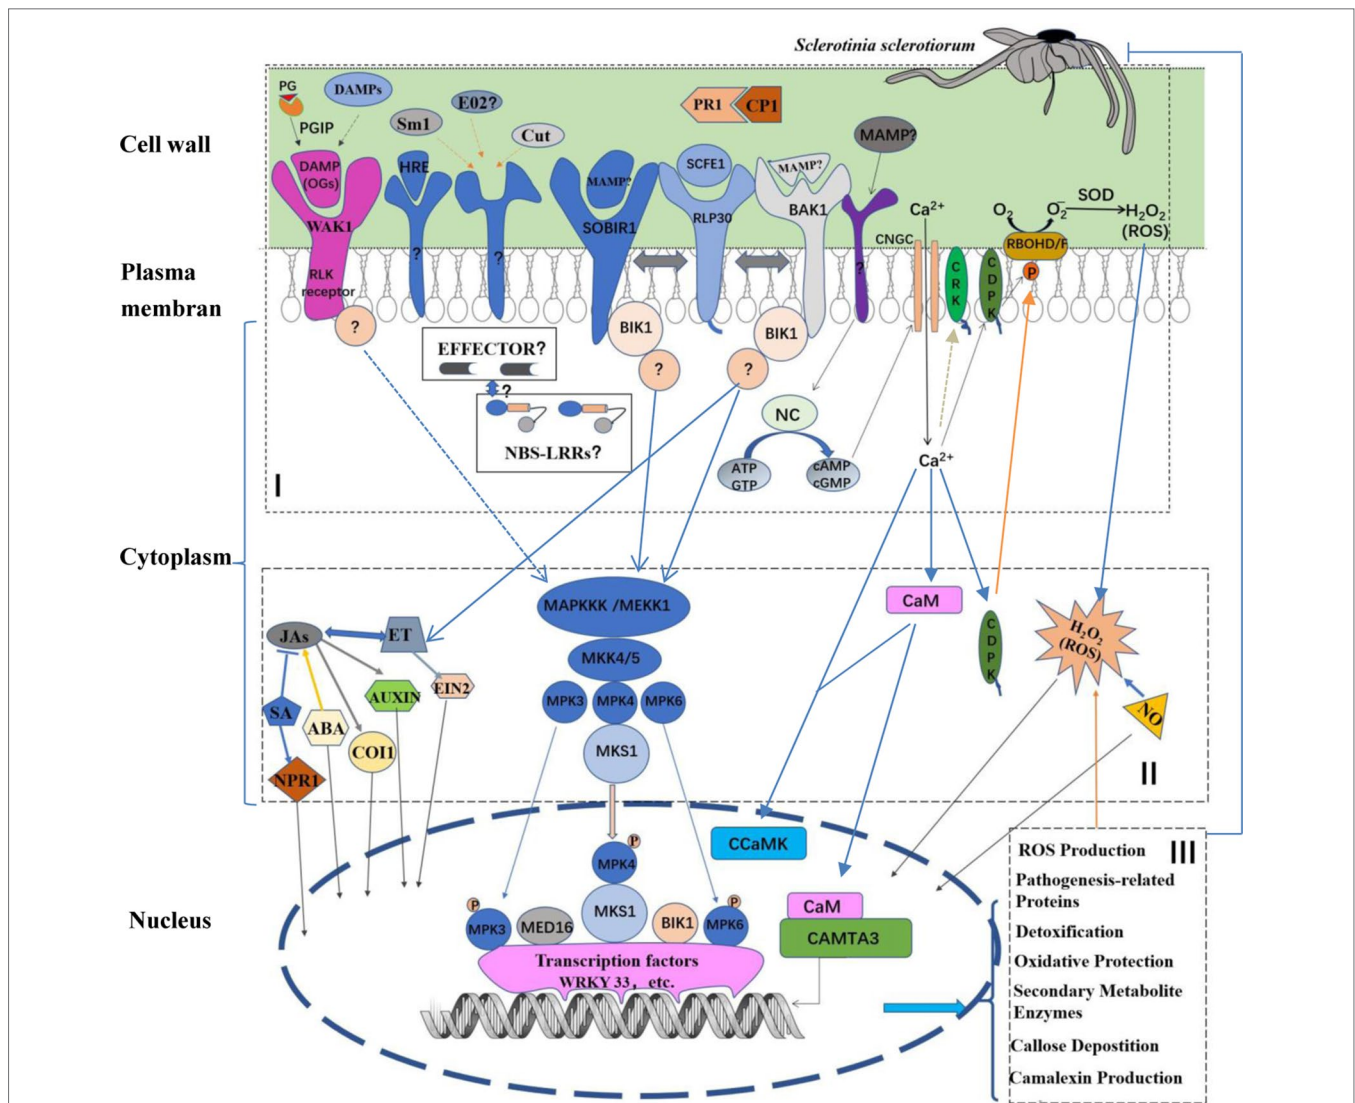 Sclerotinia sclerotiorum
Cell wall
PG
DAMPs
PGIP
Sm1
E02?
Cut
PR1
CP1
MAMP?
DAMP
(OGs)
HRE
MAMP?
SCFE1
MAMP?
WAK1
SOBIR1
RLP30
BAK1
Ca2+
CNGC
O2
O2−
SOD
H2O2
(ROS)
RBOHD/F
P
Plasma
membran
RLK
receptor
?
?
?
CRK
CDPK
?
BIK1
BIK1
?
?
EFFECTOR?
?
NBS-LRRs?
NC
ATP
GTP
cAMP
cGMP
Ca2+
I
Cytoplasm
MAPKKK /MEKK1
CaM
CDPK
H2O2
(ROS)
JAs
ET
MKK4/5
AUXIN
EIN2
MPK3
MPK4
MPK6
SA
ABA
COI1
MKS1
NPR1
NO
II
CCaMK
MPK4
P
Nucleus
P
MPK3
MED16
MKS1
BIK1
P
MPK6
CaM
CAMTA3
Transcription factors
WRKY 33, etc.
ROS Production
III
Pathogenesis-related
Proteins
Detoxification
Oxidative Protection
Secondary Metabolite
Enzymes
Callose Depostition
Camalexin Production